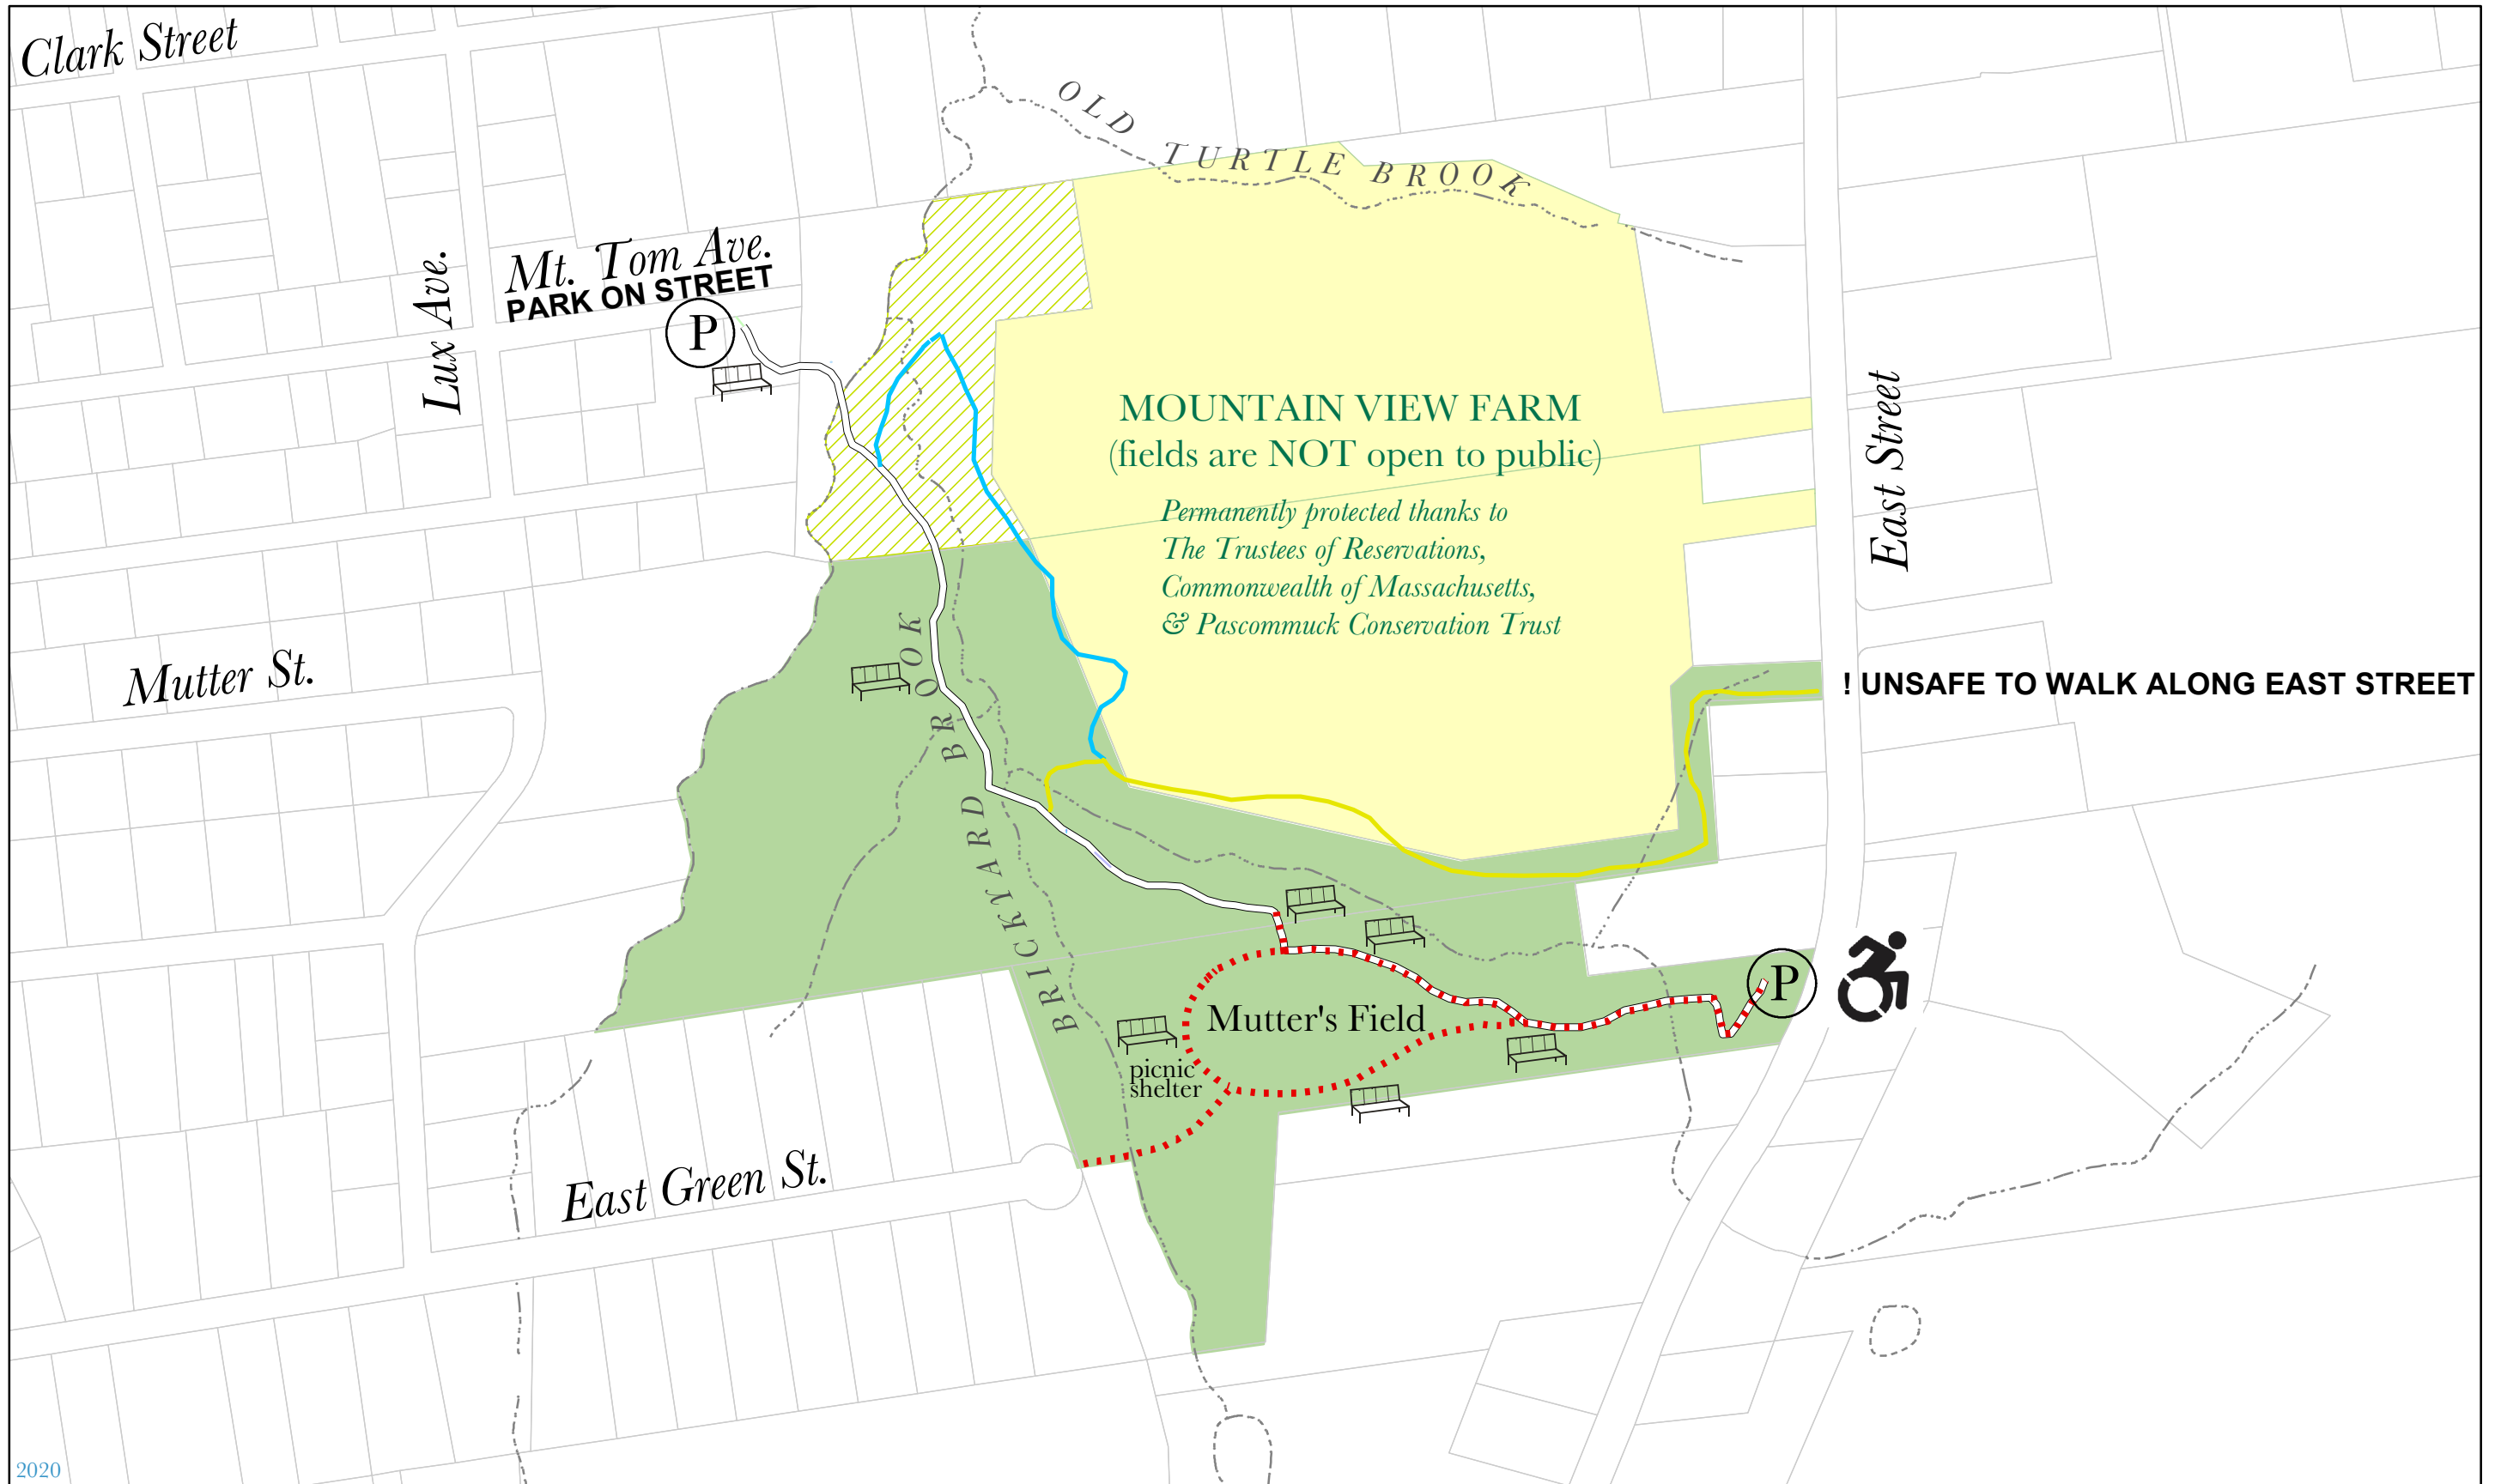 Clark Street
OLD TURTLE BROOK
Mt. Tom Ave.
PARK ON STREET
P
Lux Ave.
MOUNTAIN VIEW FARM
(fields are NOT open to public)
Permanently protected thanks to
The Trustees of Reservations,
Commonwealth of Massachusetts,
& Pascommuck Conservation Trust
East Street
Mutter St.
! UNSAFE TO WALK ALONG EAST STREET
BRICKYARD BROOK
P
Mutter's Field
picnic
shelter
East Green St.
2020